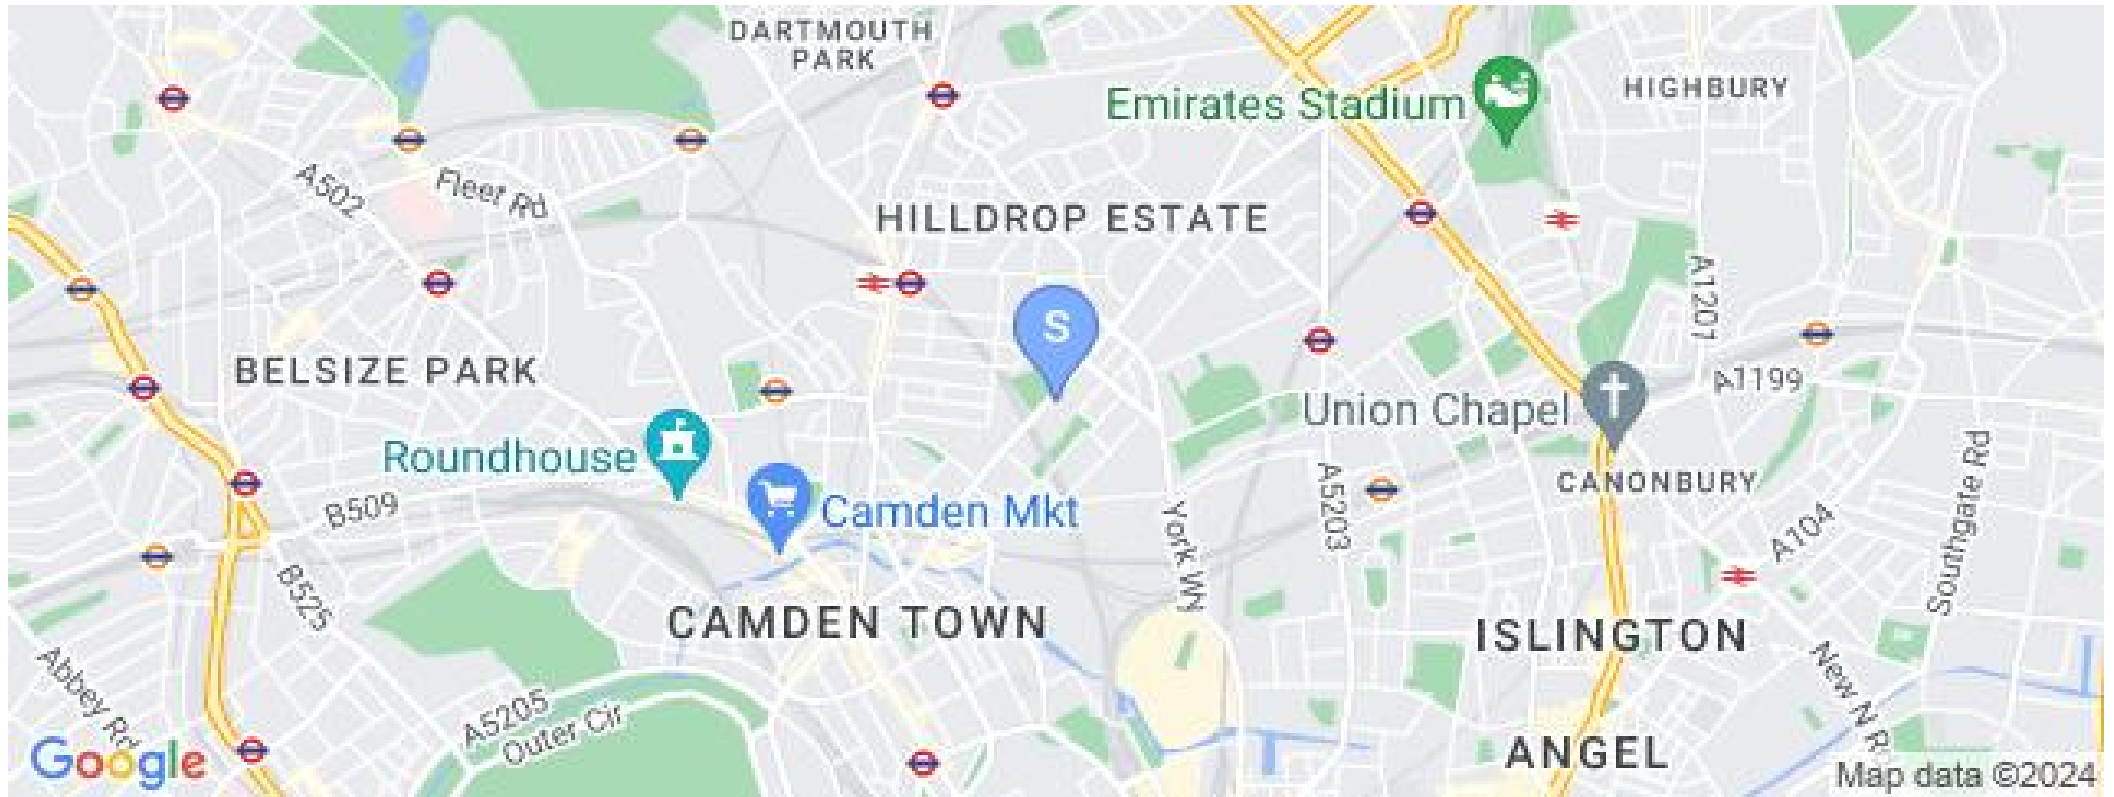 DARTMOUTH
PARK
HIGHBURY
Emirates Stadium
A502
Fleet Rd
HILLDROP ESTATE
A1201
S
BELSIZE PARK
A1199
Union Chapel
Roundhouse
CANONBURY
Southgate Rd
B509
Camden Mkt
York Wy
A5203
A104
B525
CAMDEN TOWN
ISLINGTON
Abbey Rd
A5205
Outer Cir
New N R
ANGEL
Google
Map data ©2024